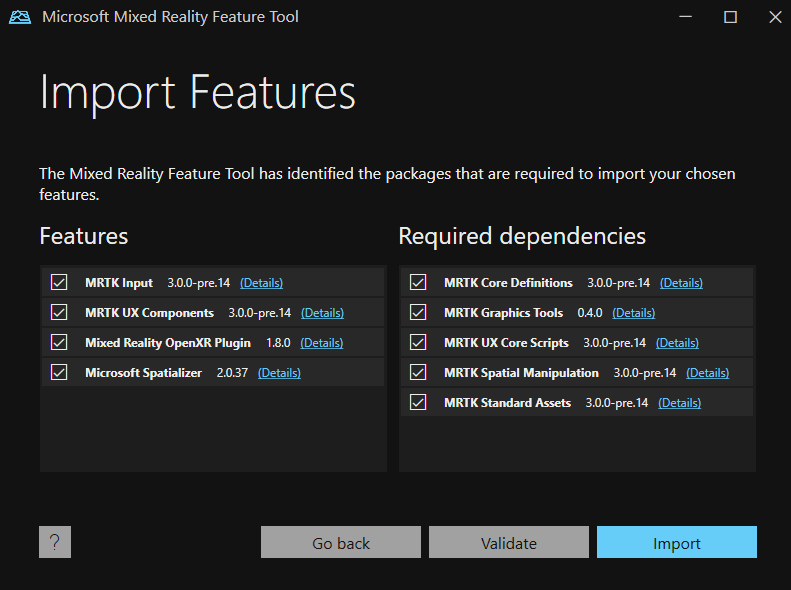 Microsoft Mixed Reality Feature Tool
Import Features
The Mixed Reality Feature Tool has identified the packages that are required to import your chosen
features.
Features
MRTK Input 3.0.0-pre.14 (Details)
MRTK UX Components 3.0.0-pre.14 (Details)
Mixed Reality OpenXR Plugin 1.8.0 (Details)
Microsoft Spatializer 2.0.37 (Details)
Required dependencies
MRTK Core Definitions 3.0.0-pre.14 (Details)
MRTK Graphics Tools 0.4.0 (Details)
MRTK UX Core Scripts 3.0.0-pre.14 (Details)
MRTK Spatial Manipulation 3.0.0-pre.14 (Details)
MRTK Standard Assets 3.0.0-pre.14 (Details)
? Go back Validate Import